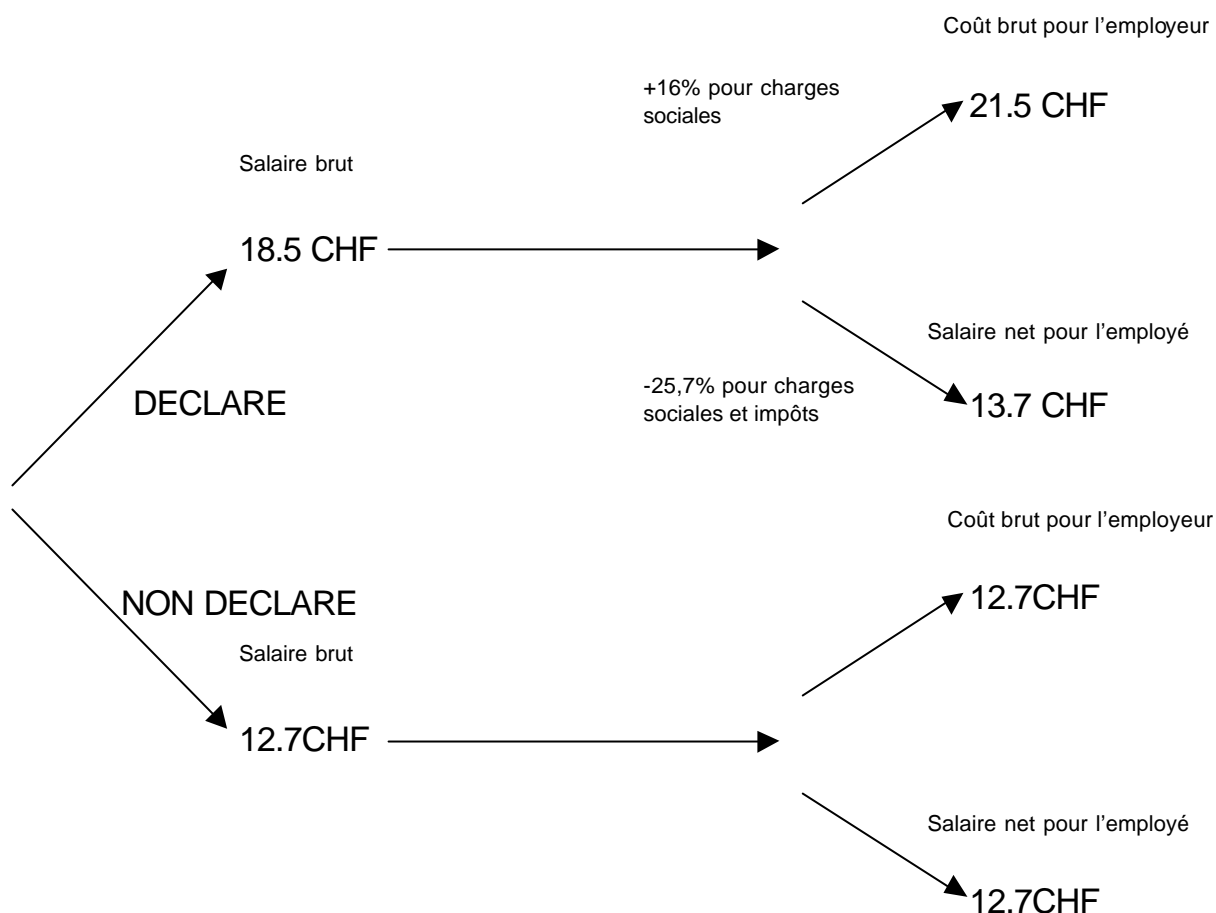 Coût brut pour l'employeur
+16% pour charges
sociales
21.5 CHF
Salaire brut
18.5 CHF
Salaire net pour l'employé
-25,7% pour charges
sociales et impôts
13.7 CHF
DECLARE
Coût brut pour l'employeur
12.7CHF
NON DECLARE
Salaire brut
12.7CHF
Salaire net pour l'employé
12.7CHF